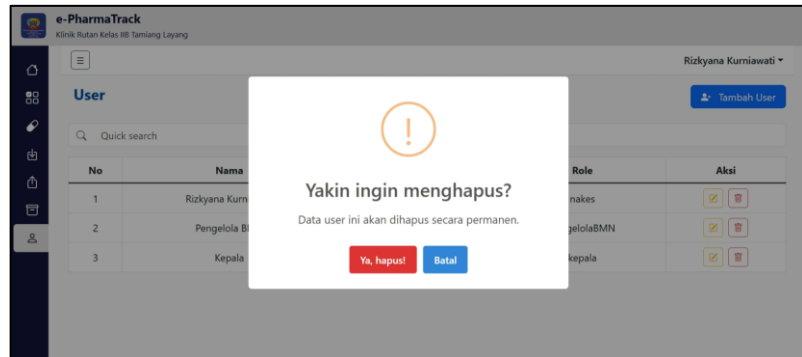 e-PharmaTrack
Klinik Rutan Kelas IIB Tamiang Layang
Rizkyana Kurniawati
User
Tambah User
Quick search
No Nama Role Aksi
1 Rizkyana Kurn nakes
2 Pengelola B gelolaBMN
3 Kepala kepala
Yakin ingin menghapus?
Data user ini akan dihapus secara permanen.
Ya, hapus! Batal